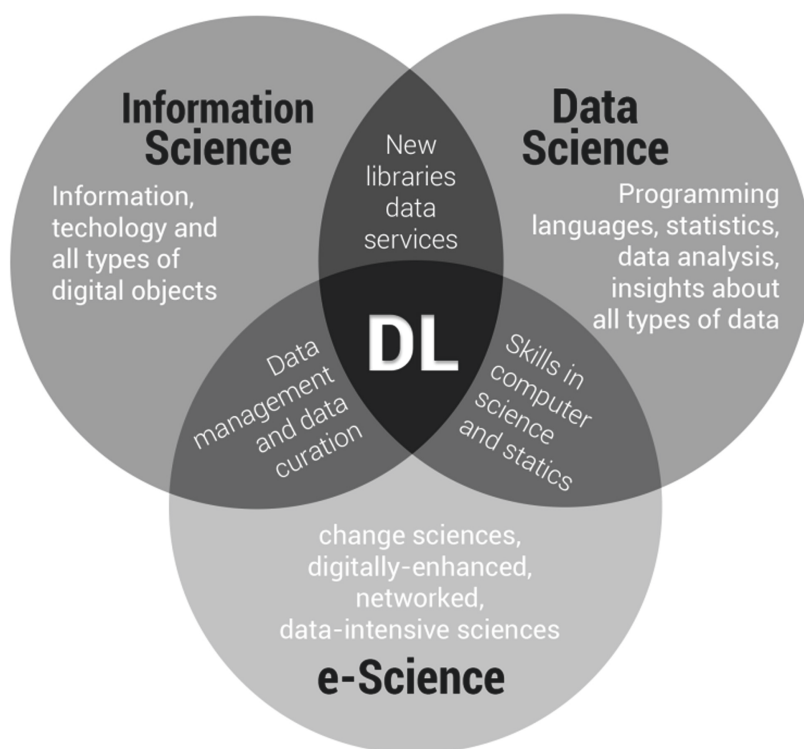 Information
Science
Information,
techology and
all types of
digital objects
New
libraries
data
services
Data
Science
Programming
languages, statistics,
data analysis,
insights about
all types of data
DL
Data
management
and data
curation
Skills in
computer
science
and statics
change sciences,
digitally-enhanced,
networked,
data-intensive sciences
e-Science